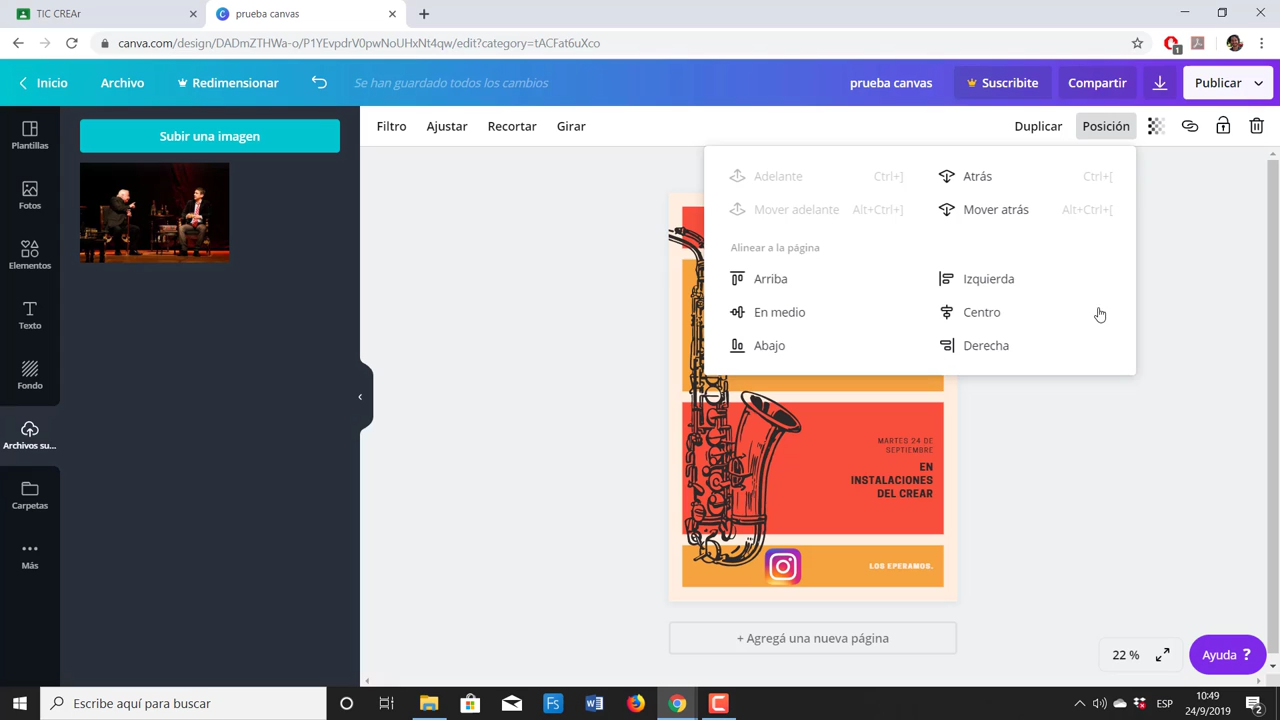 TIC CREAr
prueba canvas
canva.com/design/DADmZTHWa-o/P1YEvpdrV0pwNoUHxNt4qw/edit?category=tACFat6uXco
1
Inicio
Archivo
Redimensionar
Se han guardado todos los cambios
prueba canvas
Suscribite
Compartir
Publicar
Filtro
Ajustar
Recortar
Girar
Duplicar
Posición
Plantillas
Fotos
Elementos
Texto
Fondo
Archivos su...
Carpetas
Más
Subir una imagen
Adelante Ctrl+]
Atrás Ctrl+[
Mover adelante Alt+Ctrl+[
Mover atrás Alt+Ctrl+[
Alinear a la página
Arriba
Izquierda
En medio
Centro
Abajo
Derecha
MARTES 24 DE
SEPTIEMBRE
EN
INSTALACIONES
DEL CREAR
LOS EPERAMOS.
+ Agregá una nueva página
22 %
Ayuda ?
Escribe aquí para buscar
Fs
ESP
10:49
24/9/2019
2